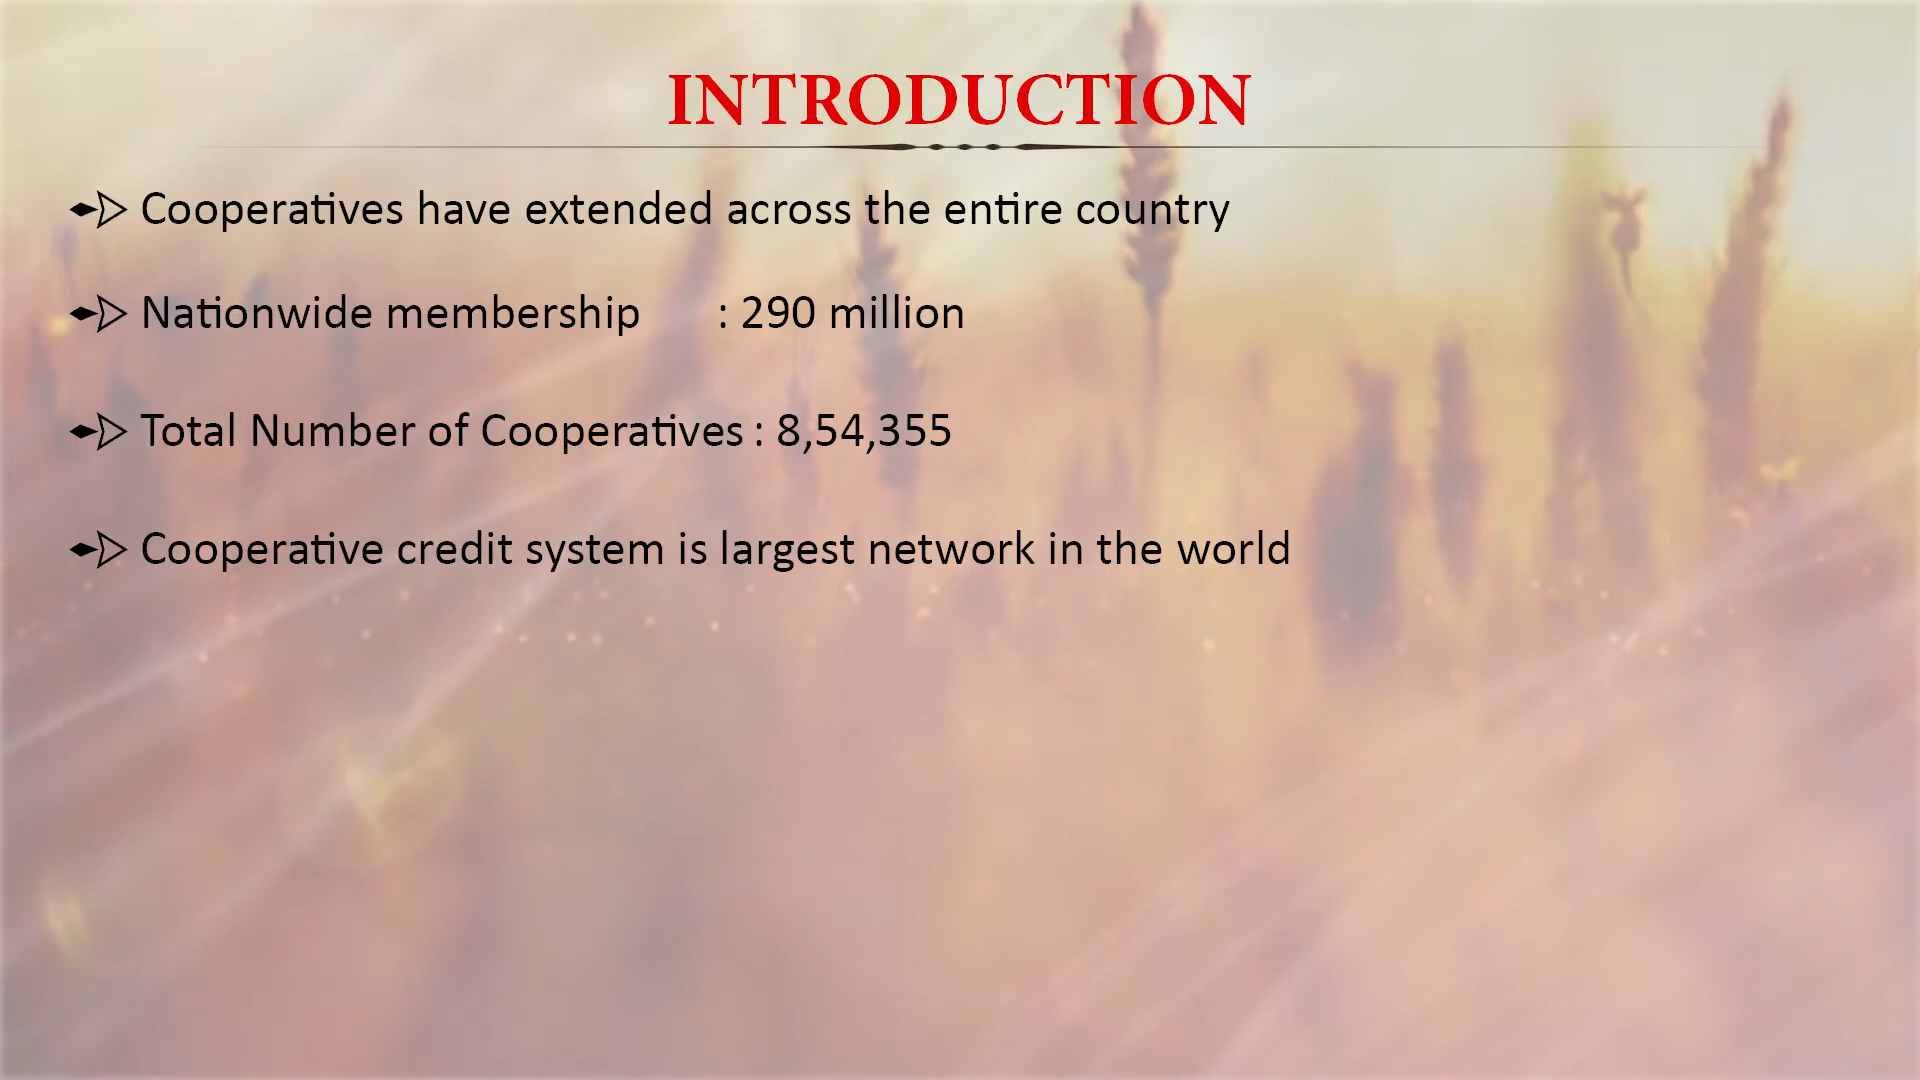 INTRODUCTION
Cooperatives have extended across the entire country
Nationwide membership : 290 million
Total Number of Cooperatives : 8,54,355
Cooperative credit system is largest network in the world